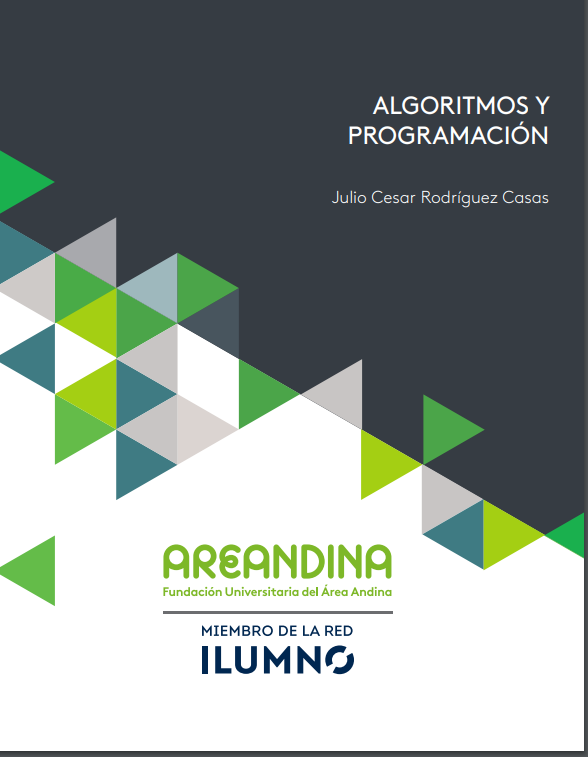 ALGORITMOS Y
PROGRAMACIÓN
Julio Cesar Rodríguez Casas
AREANDINA
Fundación Universitaria del Área Andina
MIEMBRO DE LA RED
ILUMNO